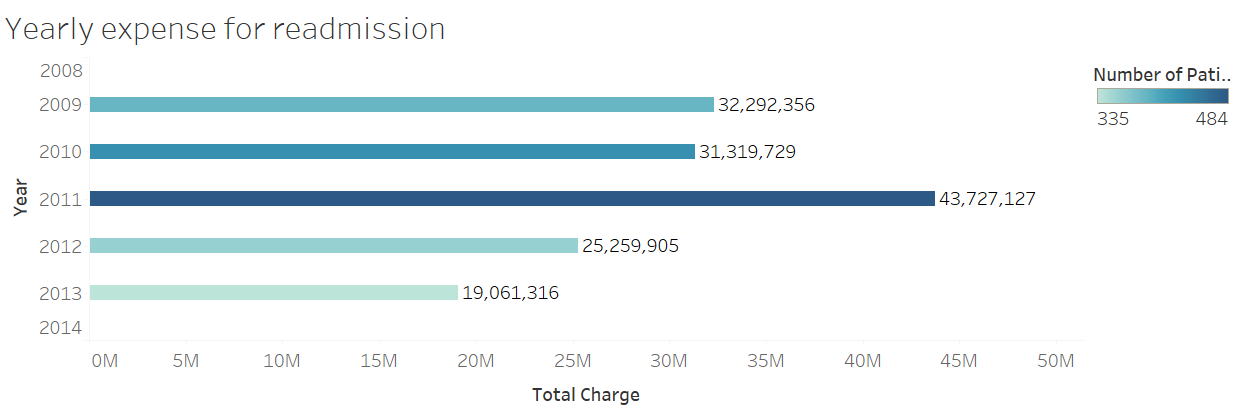 Yearly expense for readmission
2008
2009 32,292,356
2010 31,319,729
2011 43,727,127
2012 25,259,905
2013 19,061,316
2014
Year
0M 5M 10M 15M 20M 25M 30M 35M 40M 45M 50M
Total Charge
Number of Pati..
335 484